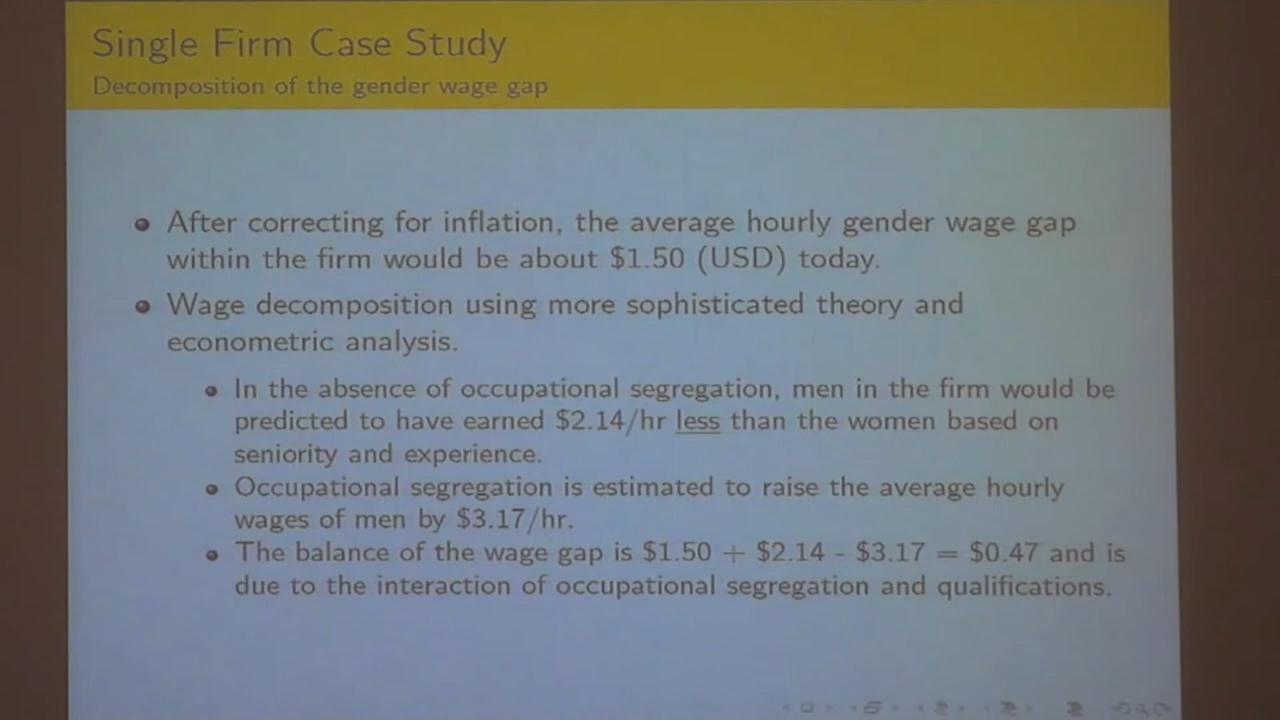 Single Firm Case Study
Decomposition of the gender wage gap
After correcting for inflation, the average hourly gender wage gap
within the firm would be about $1.50 (USD) today.
Wage decomposition using more sophisticated theory and
econometric analysis.
In the absence of occupational segregation, men in the firm would be
predicted to have earned $2.14/hr less than the women based on
seniority and experience.
Occupational segregation is estimated to raise the average hourly
wages of men by $3.17/hr.
The balance of the wage gap is $1.50 + $2.14 - $3.17 = $0.47 and is
due to the interaction of occupational segregation and qualifications.